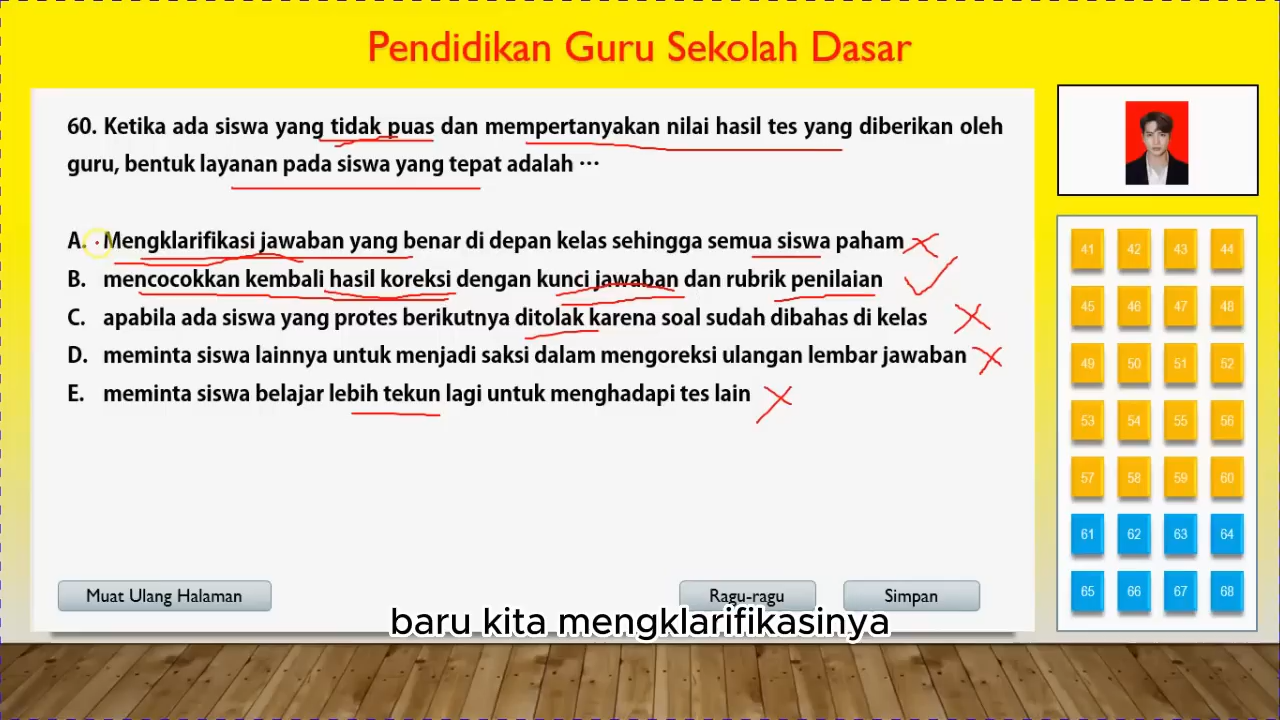 Pendidikan Guru Sekolah Dasar
60. Ketika ada siswa yang tidak puas dan mempertanyakan nilai hasil tes yang diberikan oleh
guru, bentuk layanan pada siswa yang tepat adalah ⋯
A. Mengklarifikasi jawaban yang benar di depan kelas sehingga semua siswa paham
B. mencocokkan kembali hasil koreksi dengan kunci jawaban dan rubrik penilaian
C. apabila ada siswa yang protes berikutnya ditolak karena soal sudah dibahas di kelas
D. meminta siswa lainnya untuk menjadi saksi dalam mengoreksi ulangan lembar jawaban
E. meminta siswa belajar lebih tekun lagi untuk menghadapi tes lain
41 42 43 44
45 46 47 48
49 50 51 52
53 54 55 56
57 58 59 60
61 62 63 64
65 66 67 68
Muat Ulang Halaman Ragu-ragu Simpan
baru kita mengklarifikasinya